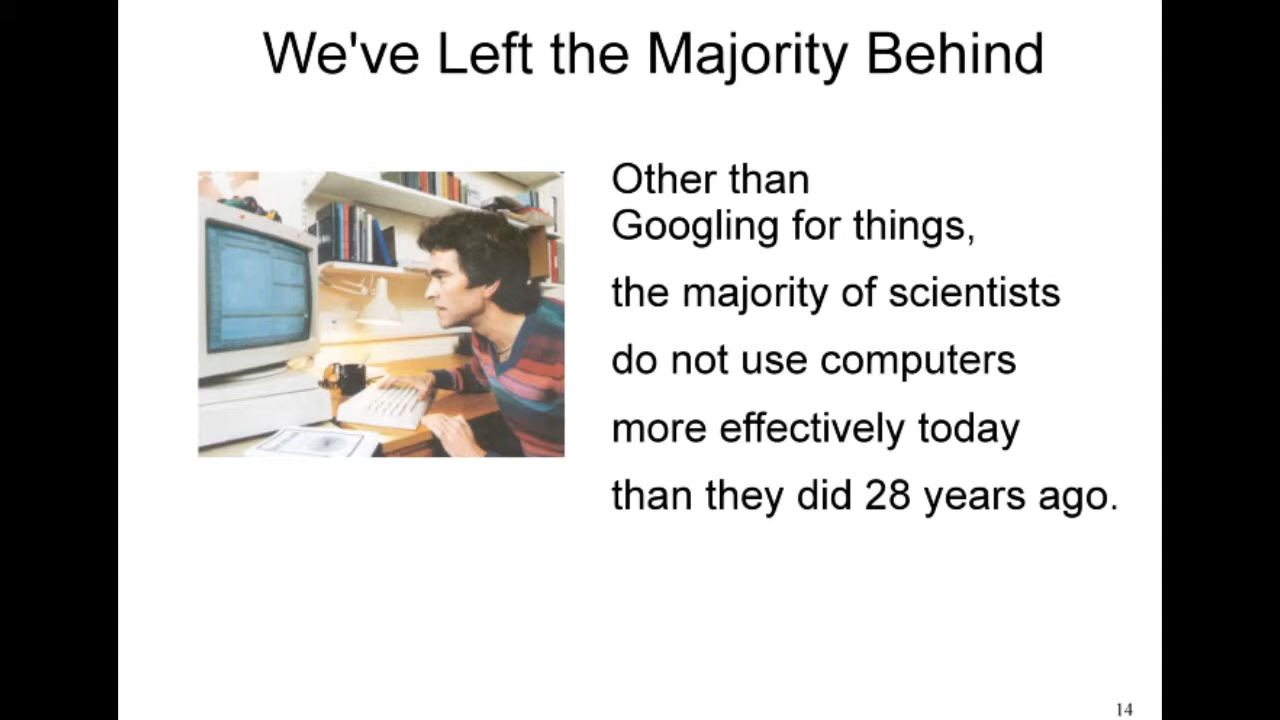 We've Left the Majority Behind
Other than
Googling for things,
the majority of scientists
do not use computers
more effectively today
than they did 28 years ago.
14